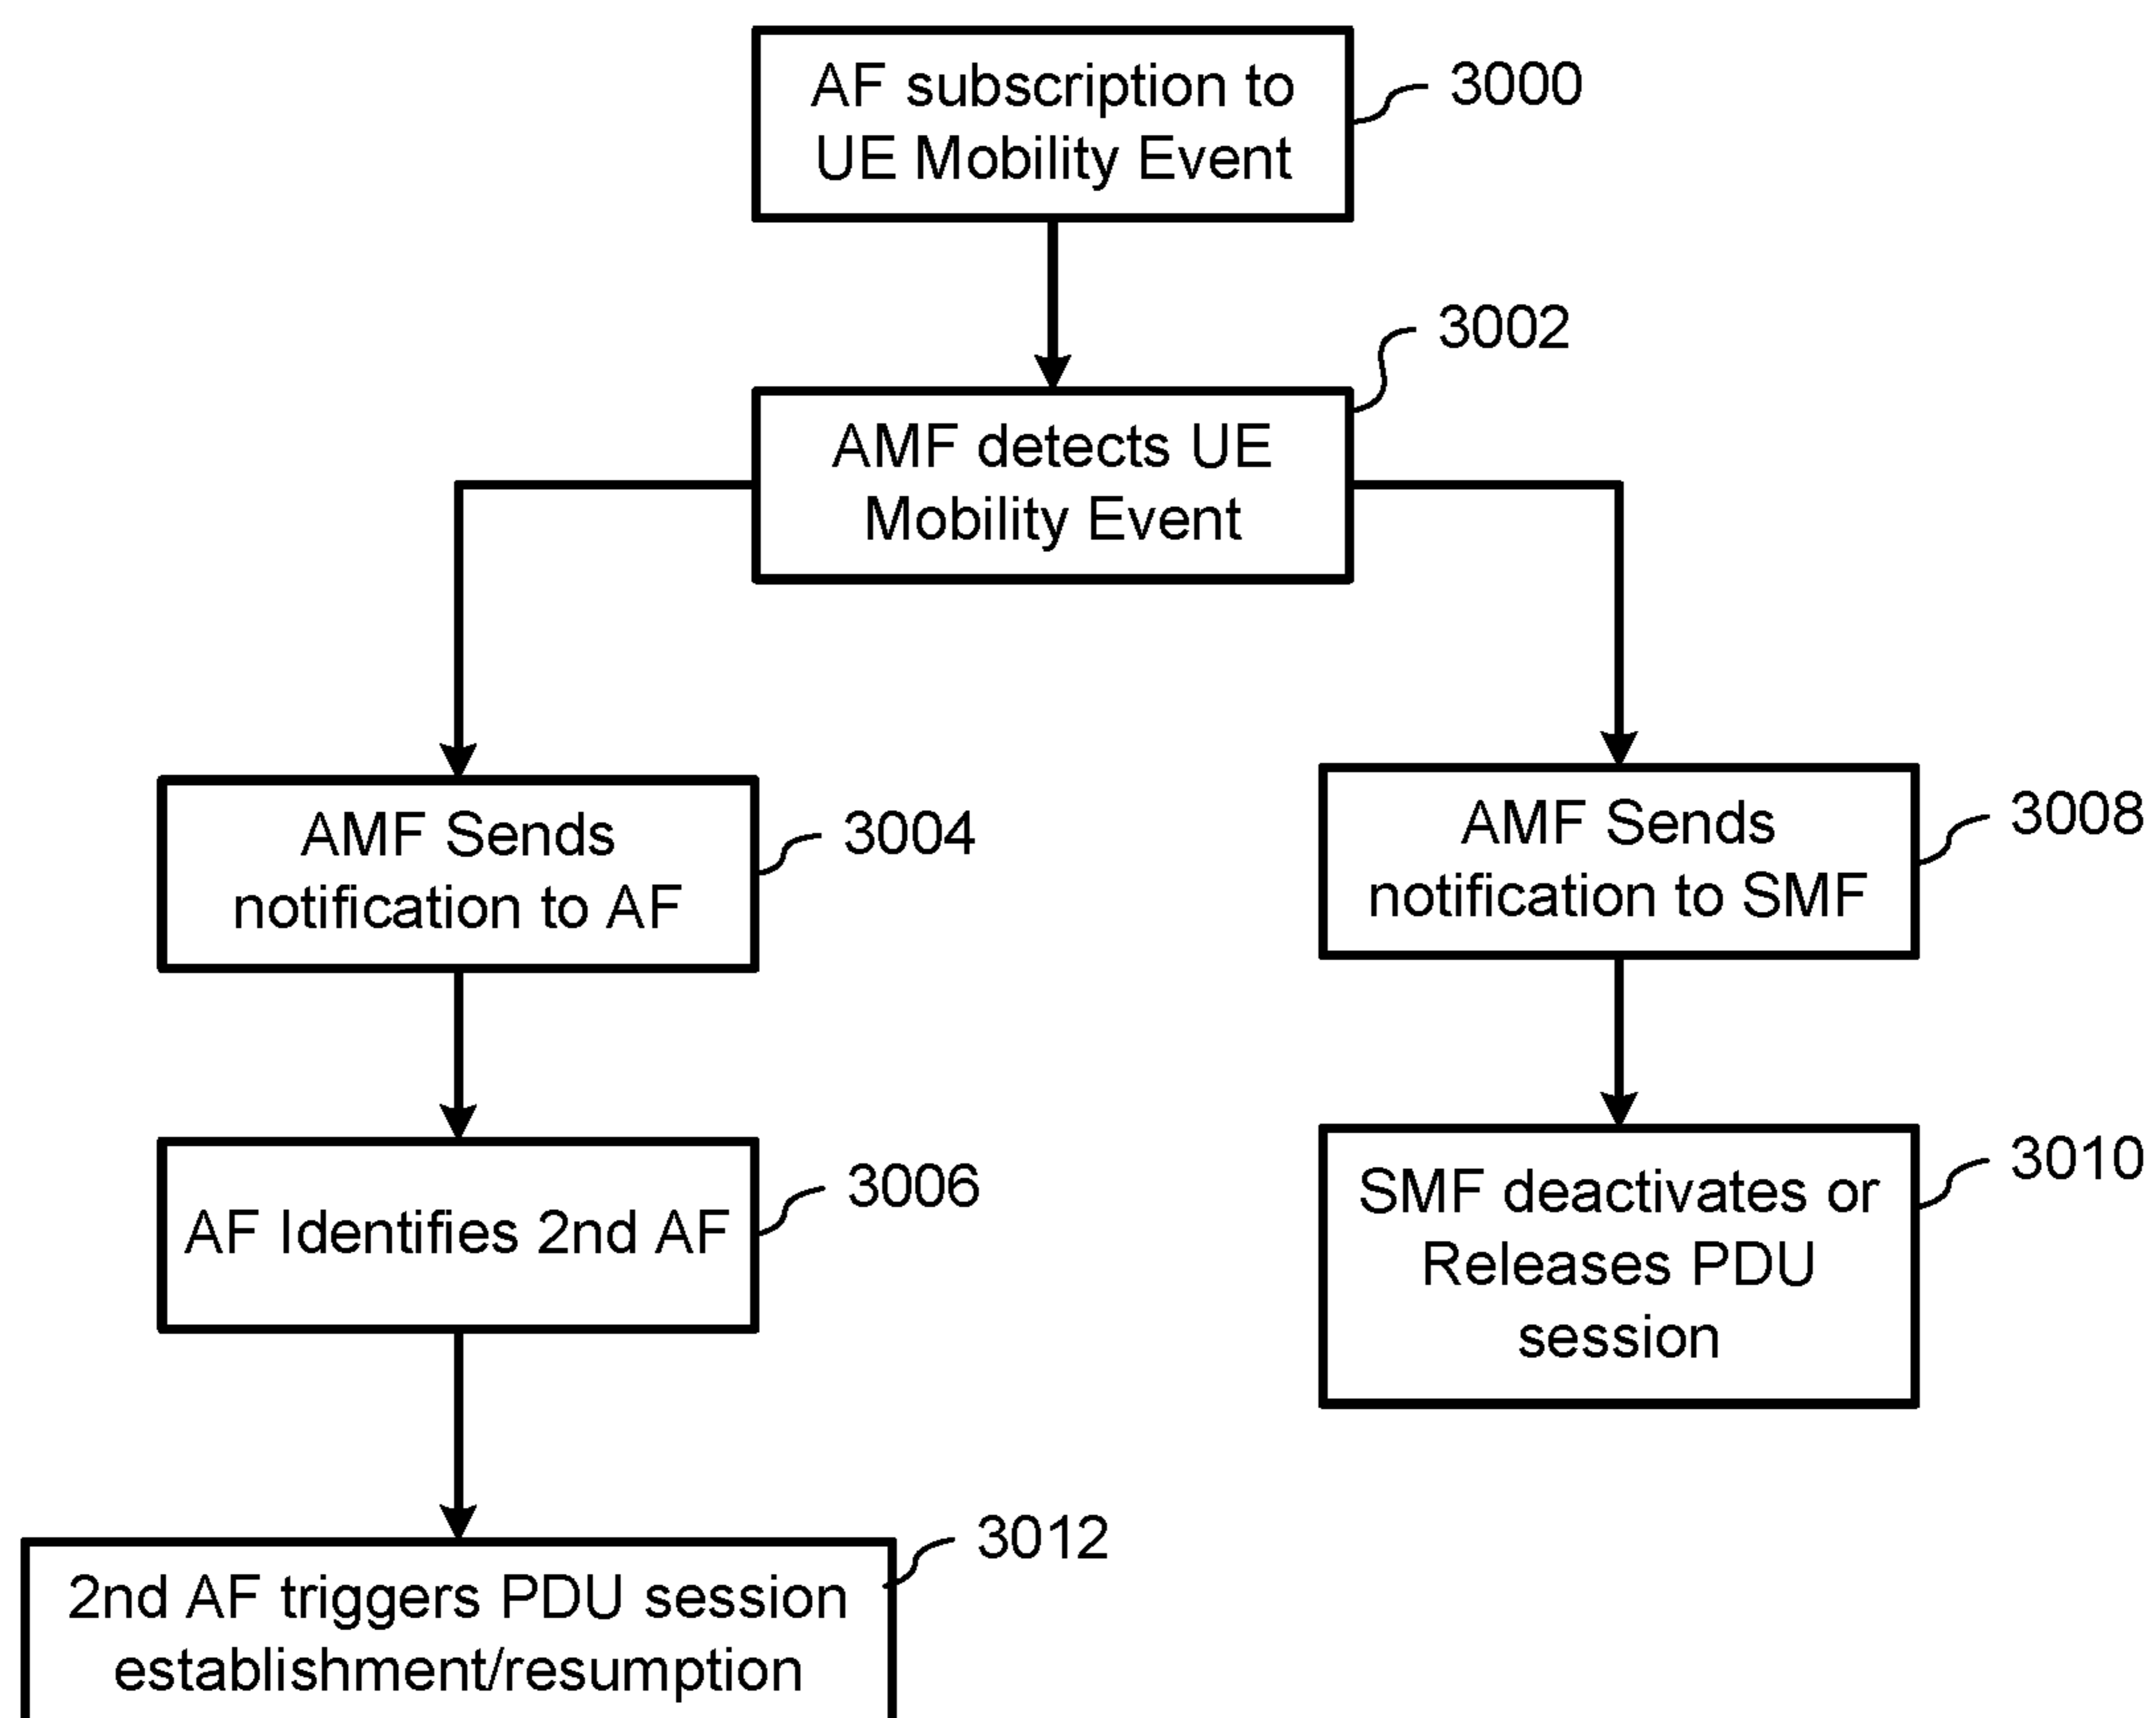 AF subscription to
UE Mobility Event
3000
AMF detects UE
Mobility Event
3002
AMF Sends
notification to AF
3004
AMF Sends
notification to SMF
3008
AF Identifies 2nd AF
3006
SMF deactivates or
Releases PDU
session
3010
2nd AF triggers PDU session
establishment/resumption
3012